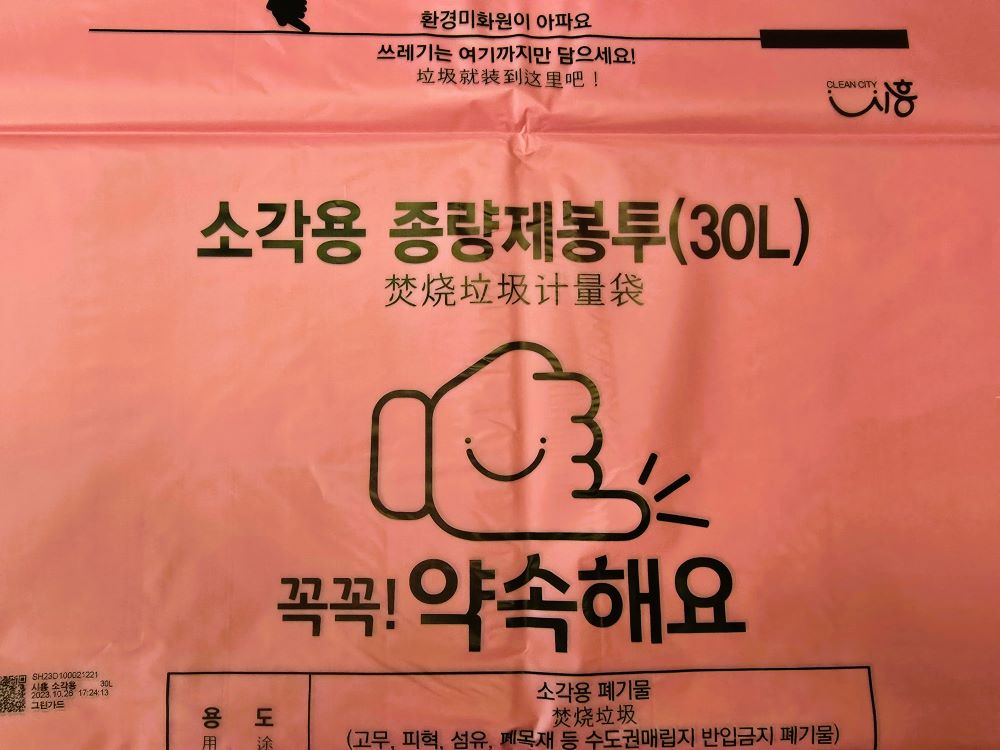 환경미화원이 아파요
쓰레기는 여기까지만 담으세요!
垃圾就装到这里吧！
CLEAN CITY
시흥
소각용 종량제봉투(30L)
焚烧垃圾计量袋
꼭꼭! 약속해요
SH23D100021221
시흥 소각용 30L
2023.10.26 17:24:13
그린가드
용 도
用 途
소각용 폐기물
焚烧垃圾
(고무, 피혁, 섬유, 폐목재 등 수도권매립지 반입금지 폐기물)